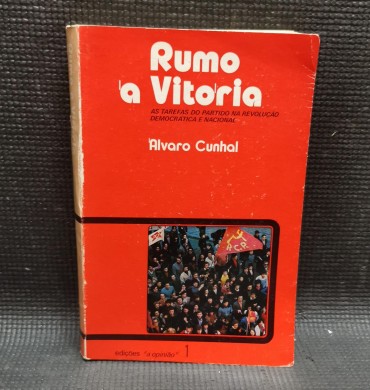 Rumo
à Vitória
AS TAREFAS DO PARTIDO NA REVOLUÇÃO
DEMOCRÁTICA E NACIONAL
Álvaro Cunhal
P.C.P.
edições "a opinião" 1